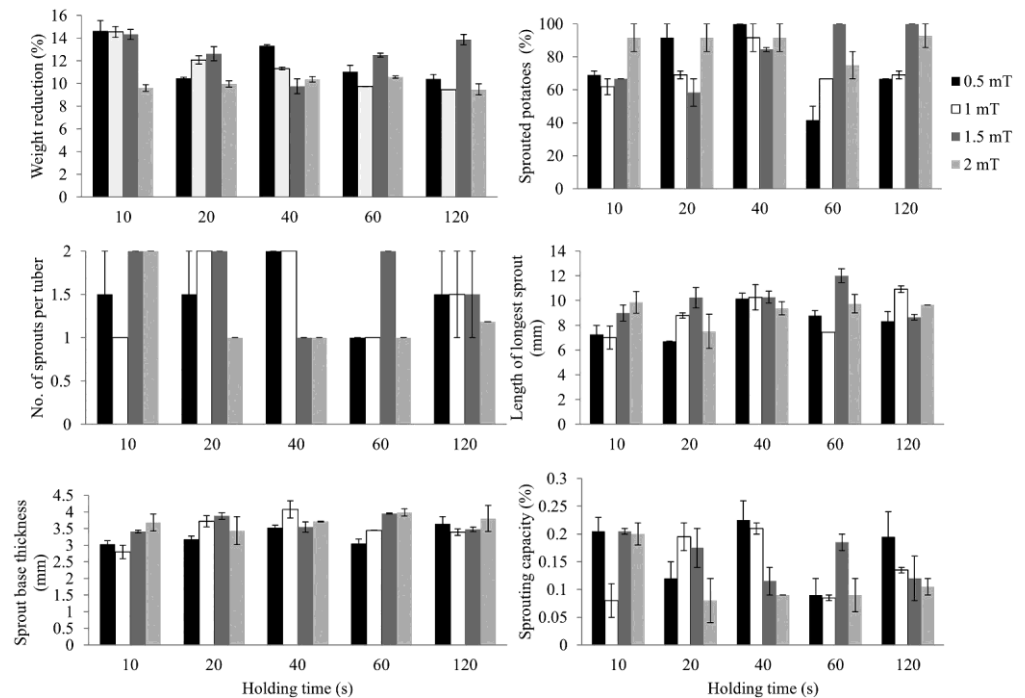 Weight reduction (%)
16
14
12
10
8
6
4
2
0
10 20 40 60 120
Sprouted potatoes (%)
100
80
60
40
20
0
10 20 40 60 120
0.5 mT
1 mT
1.5 mT
2 mT
No. of sprouts per tuber
2
1.5
1
0.5
0
10 20 40 60 120
Length of longest sprout
(mm)
14
12
10
8
6
4
2
0
10 20 40 60 120
Sprout base thickness
(mm)
4.5
4
3.5
3
2.5
2
1.5
1
0.5
0
10 20 40 60 120
Holding time (s)
Sprouting capacity (%)
0.3
0.25
0.2
0.15
0.1
0.05
0
10 20 40 60 120
Holding time (s)